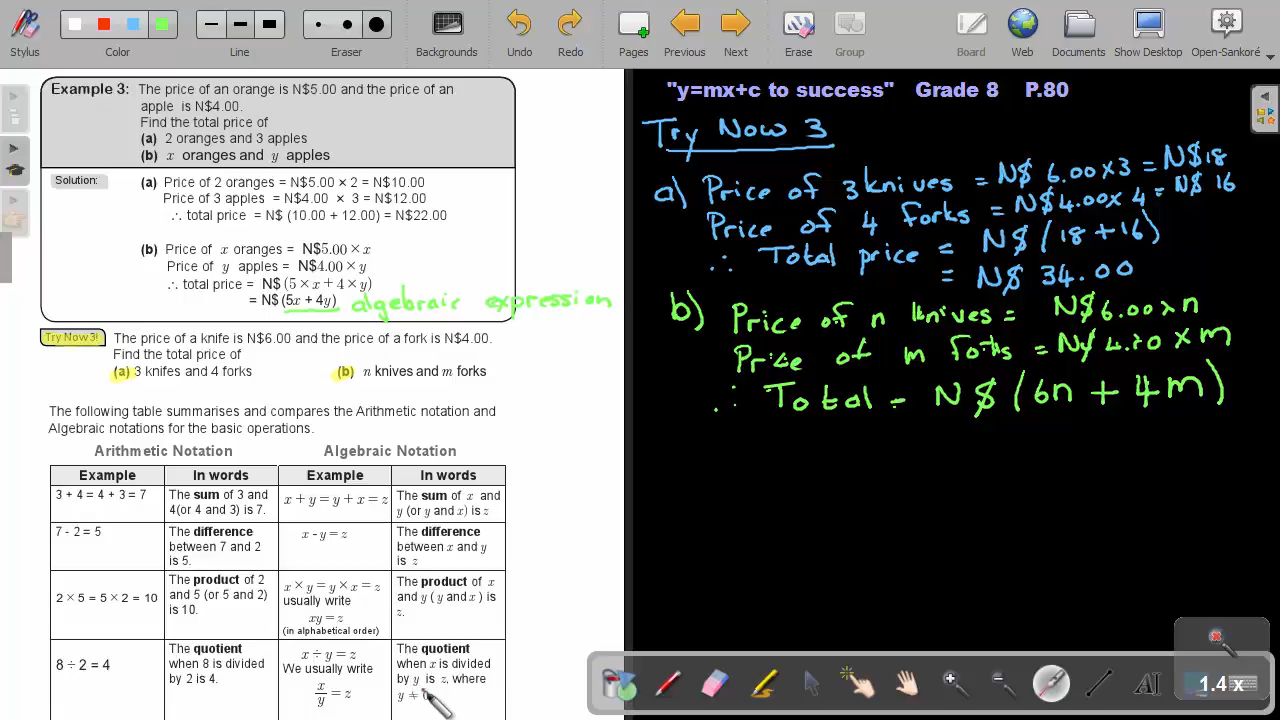 Stylus
Color
Line
Eraser
Backgrounds
Undo
Redo
Pages
Previous
Next
Erase
Group
Board
Web
Documents
Show Desktop
Open-Sankoré
Example 3: The price of an orange is N$5.00 and the price of an
apple is N$4.00.
Find the total price of
(a) 2 oranges and 3 apples
(b) x oranges and y apples
Solution:
(a) Price of 2 oranges = N$5.00 × 2 = N$10.00
Price of 3 apples = N$4.00 × 3 = N$12.00
∴ total price = N$ (10.00 + 12.00) = N$22.00
(b) Price of x oranges = N$5.00 × x
Price of y apples = N$4.00 × y
∴ total price = N$ (5 × x + 4 × y)
= N$ (5x + 4y) algebraic expression
Try Now 3! The price of a knife is N$6.00 and the price of a fork is N$4.00.
Find the total price of
(a) 3 knifes and 4 forks (b) n knives and m forks
The following table summarises and compares the Arithmetic notation and
Algebraic notations for the basic operations.
Arithmetic Notation Algebraic Notation
Example In words Example In words
3 + 4 = 4 + 3 = 7
The sum of 3 and
4(or 4 and 3) is 7.
x + y = y + x = z
The sum of x and
y (or y and x) is z
7 - 2 = 5
The difference
between 7 and 2
is 5.
x - y = z
The difference
between x and y
is z
2 × 5 = 5 × 2 = 10
The product of 2
and 5 (or 5 and 2)
is 10.
x × y = y × x = z
usually write
xy = z
(in alphabetical order)
The product of x
and y ( y and x ) is
z.
8 ÷ 2 = 4
The quotient
when 8 is divided
by 2 is 4.
x ÷ y = z
We usually write
x/y = z
The quotient
when x is divided
by y is z, where
y ≠
"y=mx+c to success" Grade 8 P.80
Try Now 3
a) Price of 3 knives = N$ 6.00 × 3 = N$18
Price of 4 forks = N$4.00 × 4 = N$ 16
∴ Total price = N$ (18 + 16)
= N$ 34.00
b) Price of n knives = N$6.00 × n
Price of m forks = N$ 4.00 × m
∴ Total = N$ (6n + 4m)
1.4 x